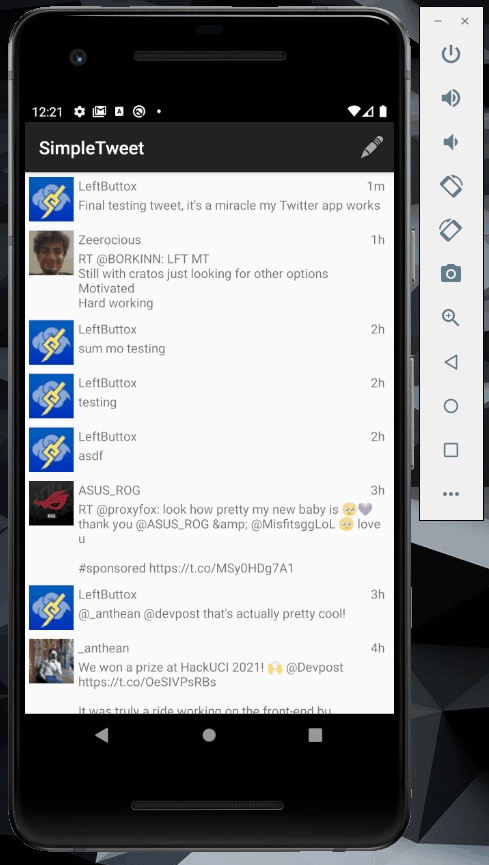 12:21
SimpleTweet
LeftButtox 1m
Final testing tweet, it's a miracle my Twitter app works
Zeerocious 1h
RT @BORKINN: LFT MT
Still with cratos just looking for other options
Motivated
Hard working
LeftButtox 2h
sum mo testing
LeftButtox 2h
testing
LeftButtox 2h
asdf
ASUS_ROG 3h
RT @proxyfox: look how pretty my new baby is 🥺💜
thank you @ASUS_ROG &amp; @MisfitsggLoL 🥺 love
u
#sponsored https://t.co/MSy0HDg7A1
LeftButtox 3h
@_anthean @devpost that's actually pretty cool!
_anthean 4h
We won a prize at HackUCI 2021! 🙌 @Devpost
https://t.co/OeSIVPsRBs
It was truly a ride working on the front-end